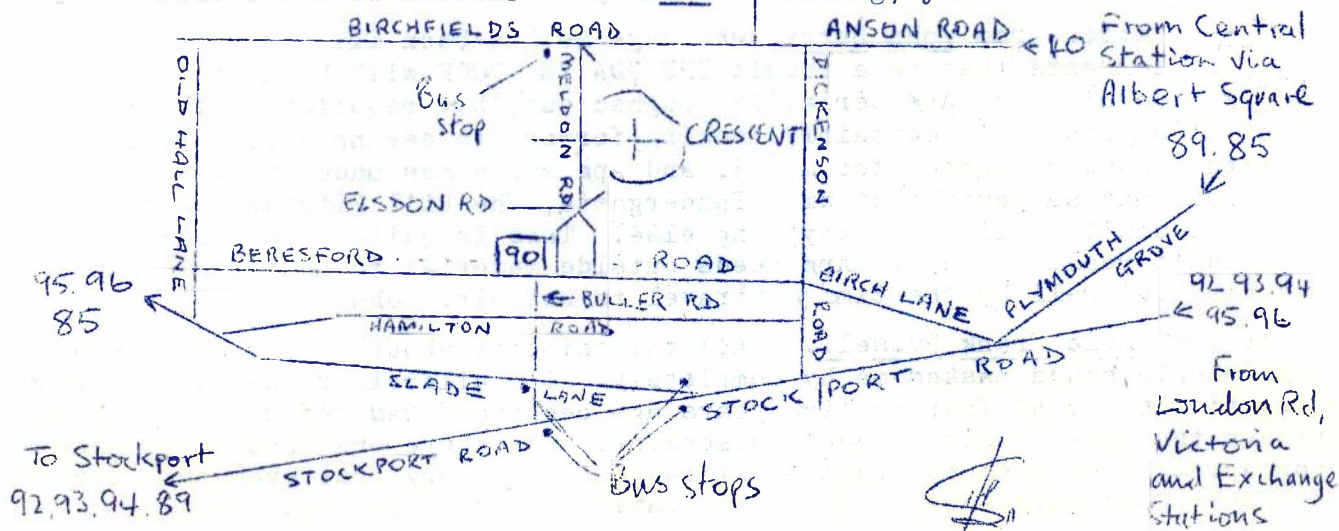 BIRCHFIELDS ROAD
ANSON ROAD
← 40 From Central
Station via
Albert Square
89.85
OLD HALL LANE
Bus
stop
WELDON RD
CRESCENT
DICKENSON
ROAD
ELSDON RD
90
BERESFORD.
ROAD
BIRCH LANE
PLYMOUTH
GROVE
95.96
85
← BULLER RD
HAMILTON
ROAD
92.93.94
← 95.96
SLADE
LANE
STOCKPORT
ROAD
From
London Rd,
Victoria
and Exchange
Stations
To Stockport
92.93.94.89
STOCKPORT ROAD
Bus stops